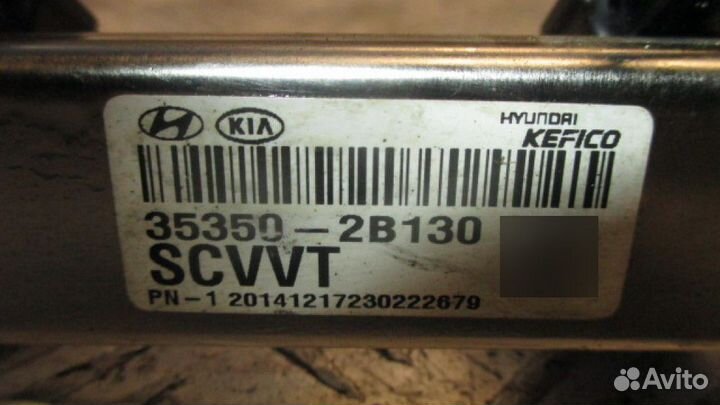 KIA
HYUNDAI
KEFICO
35350-2B130
SCVVT
PN-1 20141217230222679
Avito